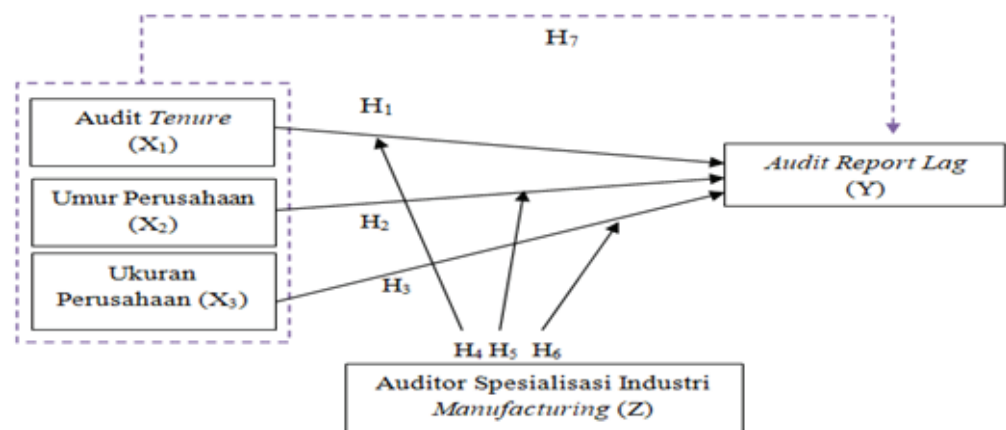 H₇
Audit Tenure
(X₁)
H₁
Audit Report Lag
(Y)
Umur Perusahaan
(X₂)
H₂
Ukuran
Perusahaan (X₃)
H₃
H₄ H₅ H₆
Auditor Spesialisasi Industri
Manufacturing (Z)